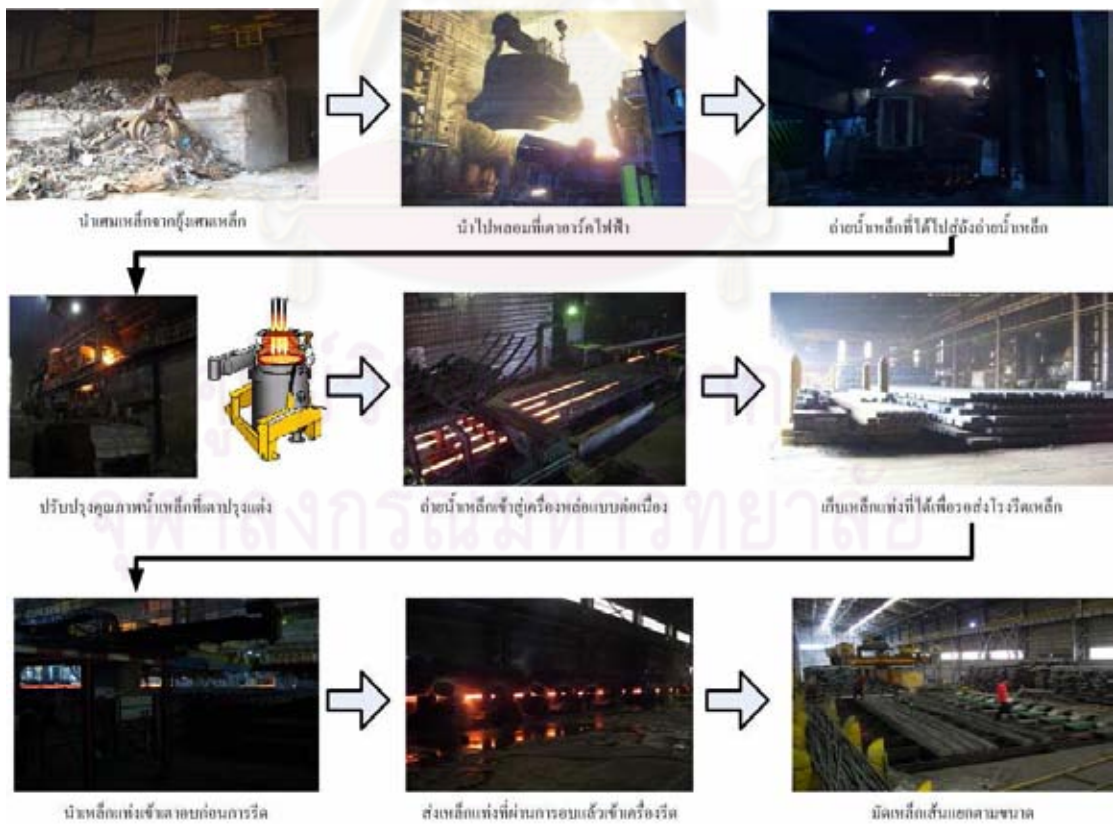 นำเศษเหล็กจากกุ้งเศษเหล็ก
นำไปหลอมที่เตาอาร์คไฟฟ้า
ถ่ายน้ำเหล็กที่ได้ไปสู่ถังถ่ายน้ำเหล็ก
ปรับปรุงคุณภาพน้ำเหล็กที่เตาปรุงแต่ง
ถ่ายน้ำเหล็กเข้าสู่เครื่องหล่อแบบต่อเนื่อง
เก็บเหล็กแท่งที่ได้เพื่อรอส่งโรงรีดเหล็ก
จุฬาลงกรณ์มหาวิทยาลัย
นำเหล็กแท่งเข้าเตาอบก่อนการรีด
ส่งเหล็กแท่งที่ผ่านการอบแล้วเข้าเครื่องรีด
มัดเหล็กเส้นแยกตามขนาด